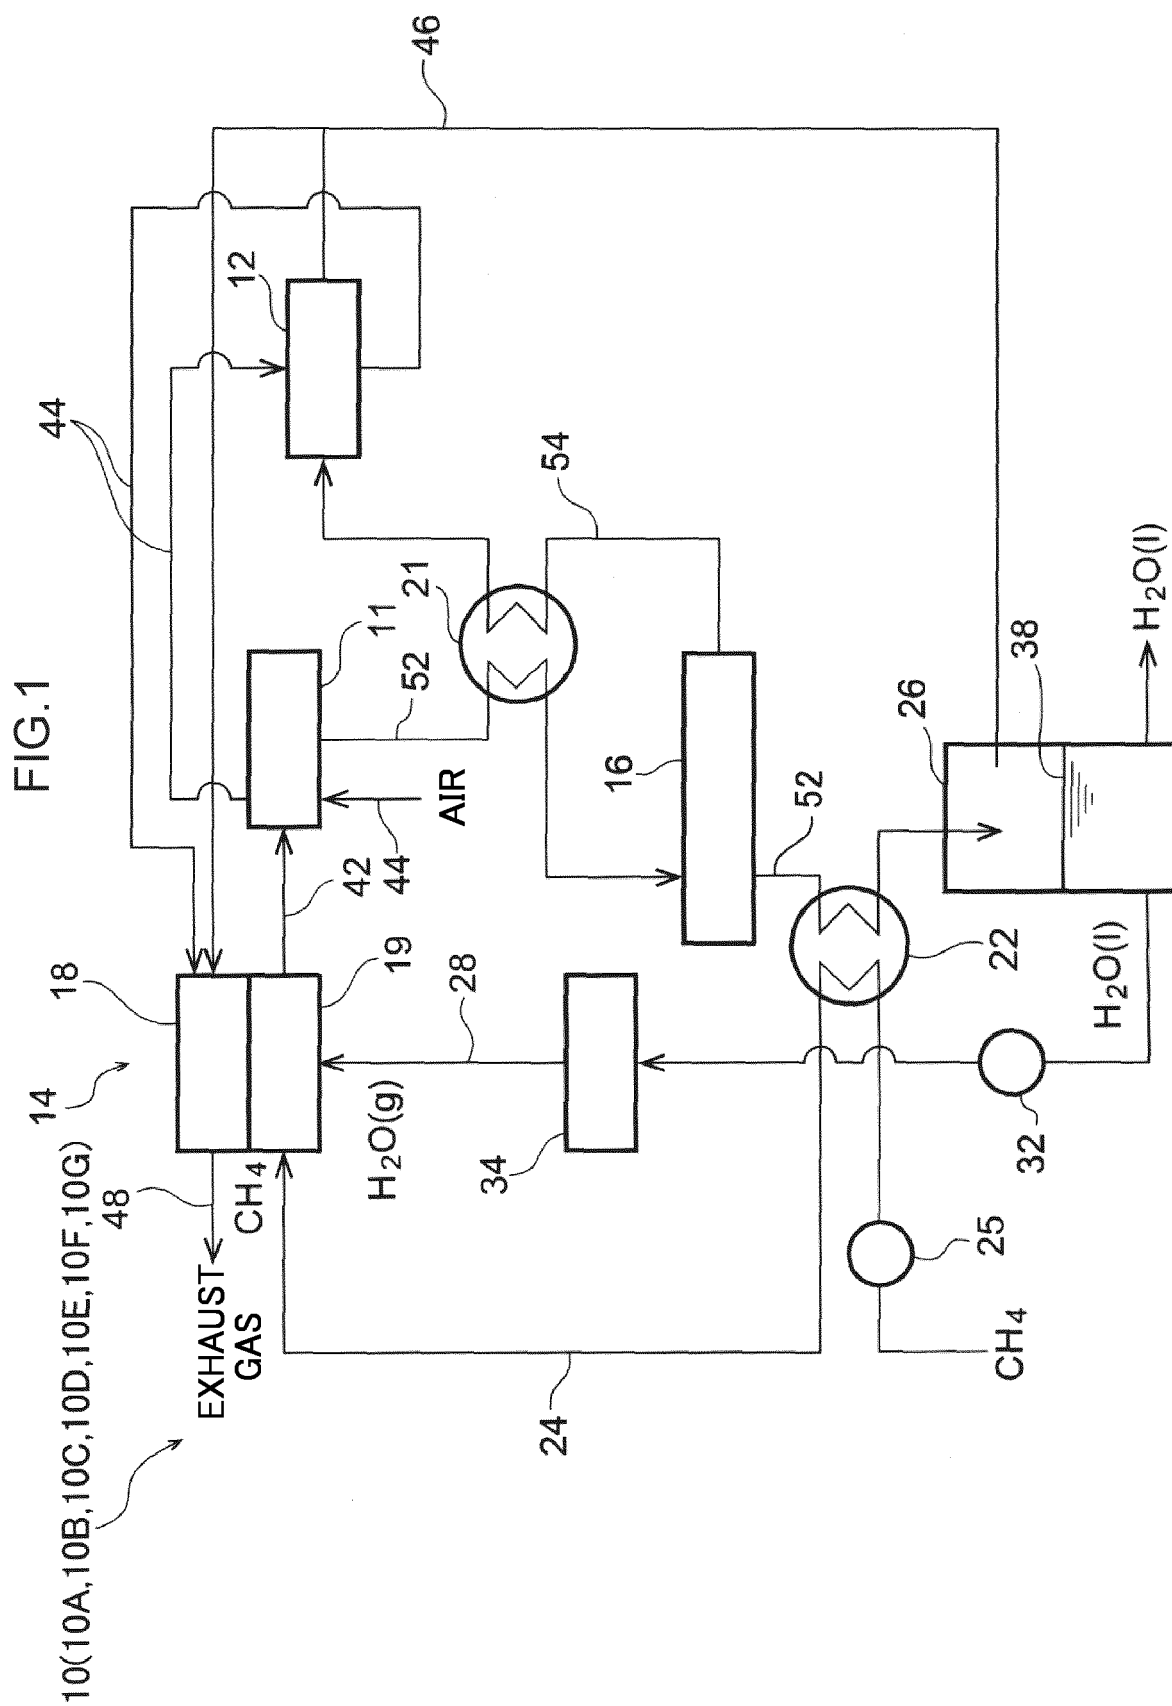 FIG.1
10(10A,10B,10C,10D,10E,10F,10G)
14
18
44
46
48
EXHAUST
GAS
CH₄
19
42
44
AIR
11
12
52
21
H₂O(g)
28
54
24
34
16
52
25
CH₄
32
22
26
38
H₂O(l)
H₂O(l)